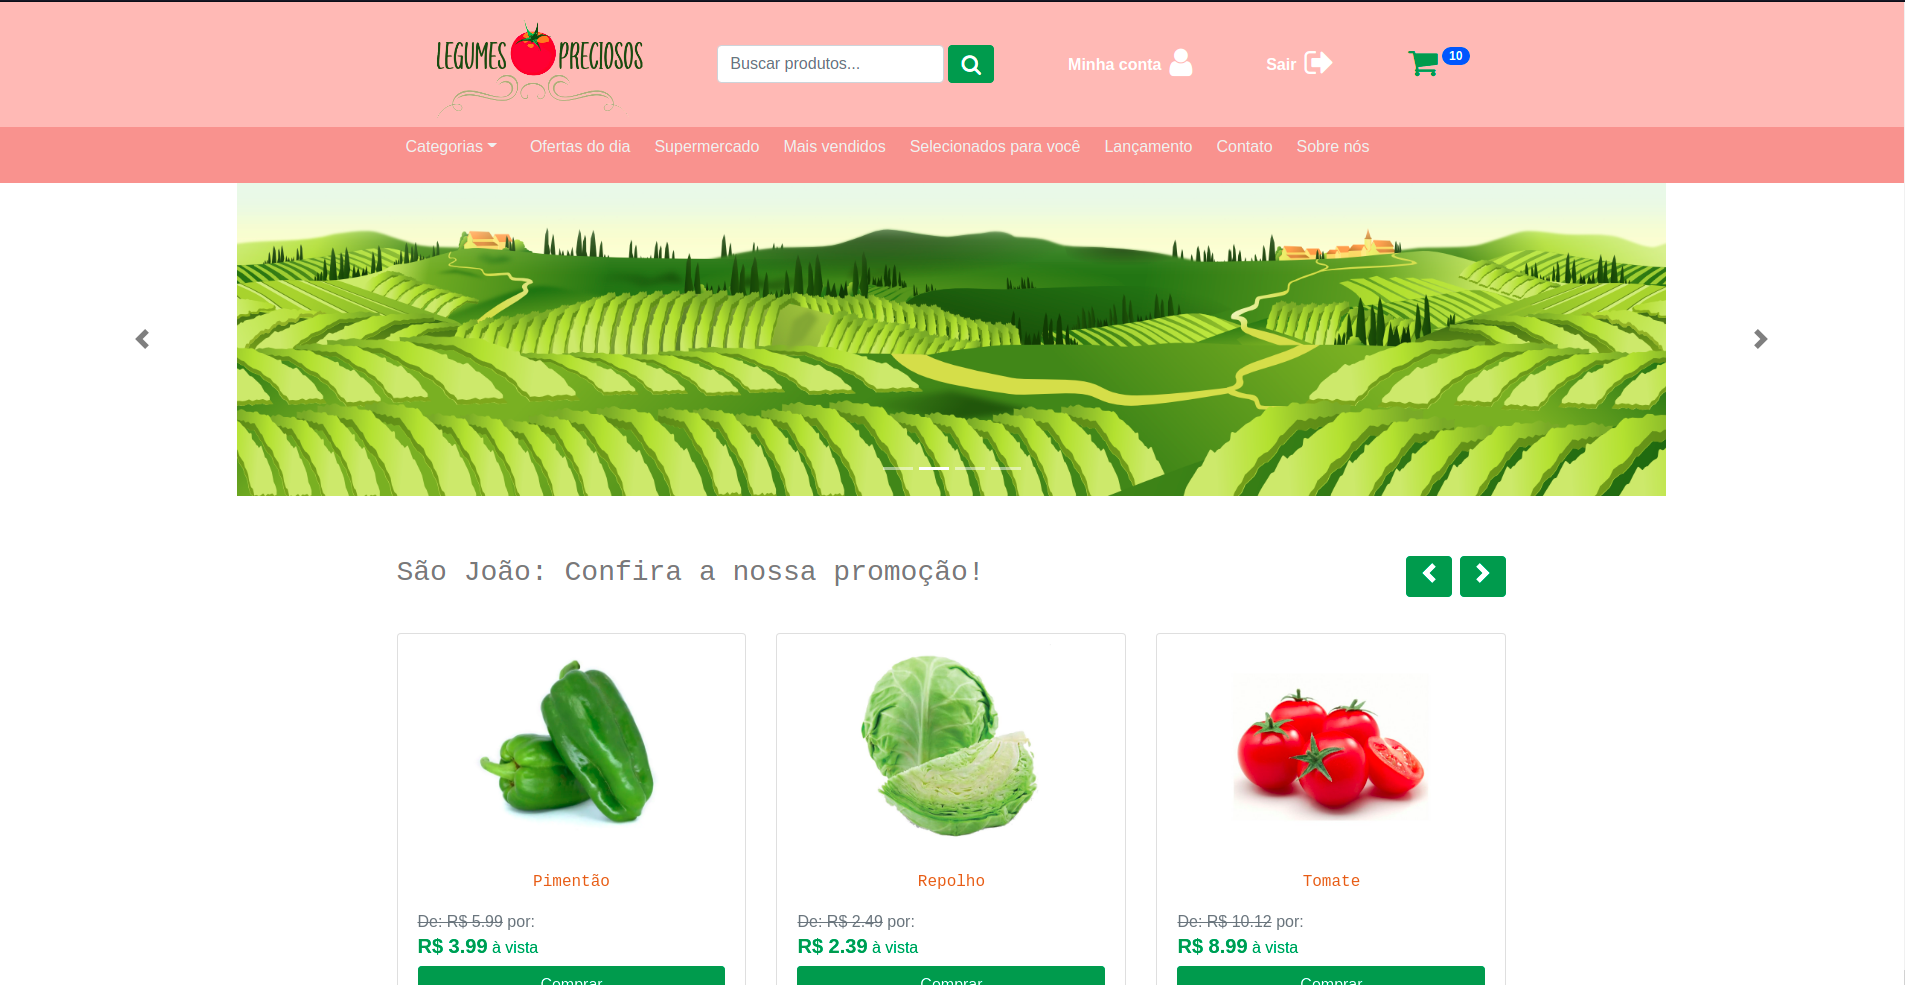 LEGUMES PRECIOSOS
Buscar produtos...
Minha conta
Sair
10
Categorias
Ofertas do dia
Supermercado
Mais vendidos
Selecionados para você
Lançamento
Contato
Sobre nós
São João: Confira a nossa promoção!
Pimentão
De: R$ 5.99 por:
R$ 3.99 à vista
Comprar
Repolho
De: R$ 2.49 por:
R$ 2.39 à vista
Comprar
Tomate
De: R$ 10.12 por:
R$ 8.99 à vista
Comprar